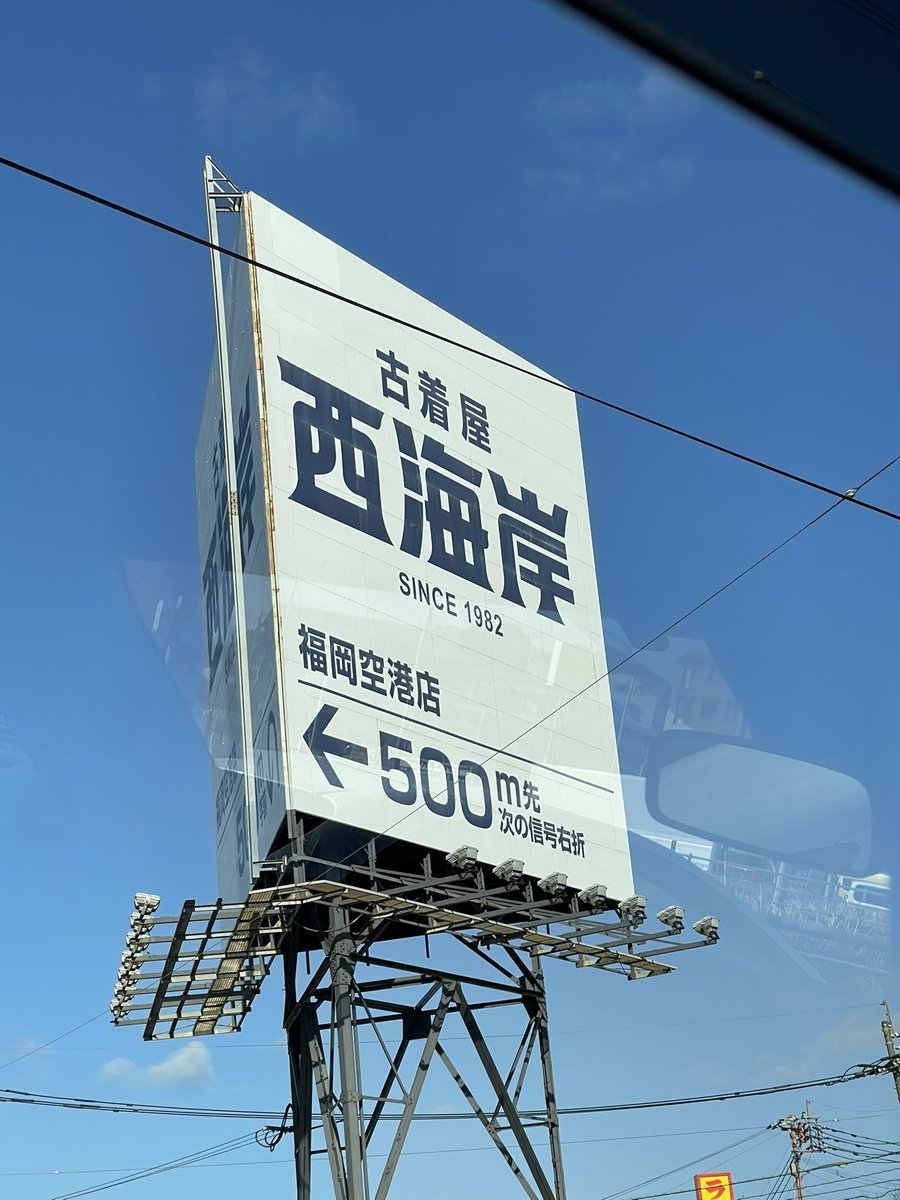 古着屋
西海岸
SINCE 1982
福岡空港店
←500m先
次の信号右折
ラ